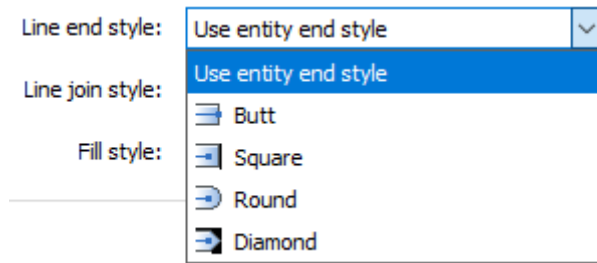 Line end style: Use entity end style
Use entity end style
Line join style:
Butt
Fill style: Square
Round
Diamond